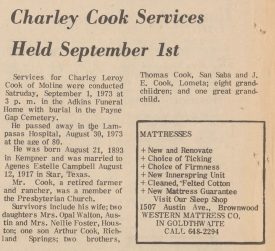 Charley Cook Services
Held September 1st
Services for Charley Leroy
Cook of Moline were conducted
Satruday, September 1, 1973 at
3 p. m. in the Adkins Funeral
Home with burial in the Payne
Gap Cemetery.
He passed away in the Lam-
pasas Hospital, August 30, 1973
at the age of 80.
He was born August 21, 1893
in Kempner and was married to
Agens Estelle Campbell August
12, 1917 in Star, Texas.
Mr. Cook, a retired farmer
and rancher, was a member of
the Presbyterian Church.
Survivors include his wife; two
daughters Mrs. Opal Walton, Aus-
tin and Mrs. Nellie Foster, Hous-
ton; one son Arthur Cook, Rich-
land Springs; two brothers,
Thomas Cook, San Saba and J.
E. Cook, Lometa; eight grand-
children; and one great grand-
child.
MATTRESSES
+ New and Renovate
+ Choice of Ticking
+ Choice of Firmness
+ New Innerspring Unit
+ Cleaned, Felted Cotton
+ New Mattress Guarantee
Visit Our Sleep Shop
1507 Austin Ave., Brownwood
WESTERN MATTRESS CO.
IN GOLDTHWAITE
CALL 648-2294